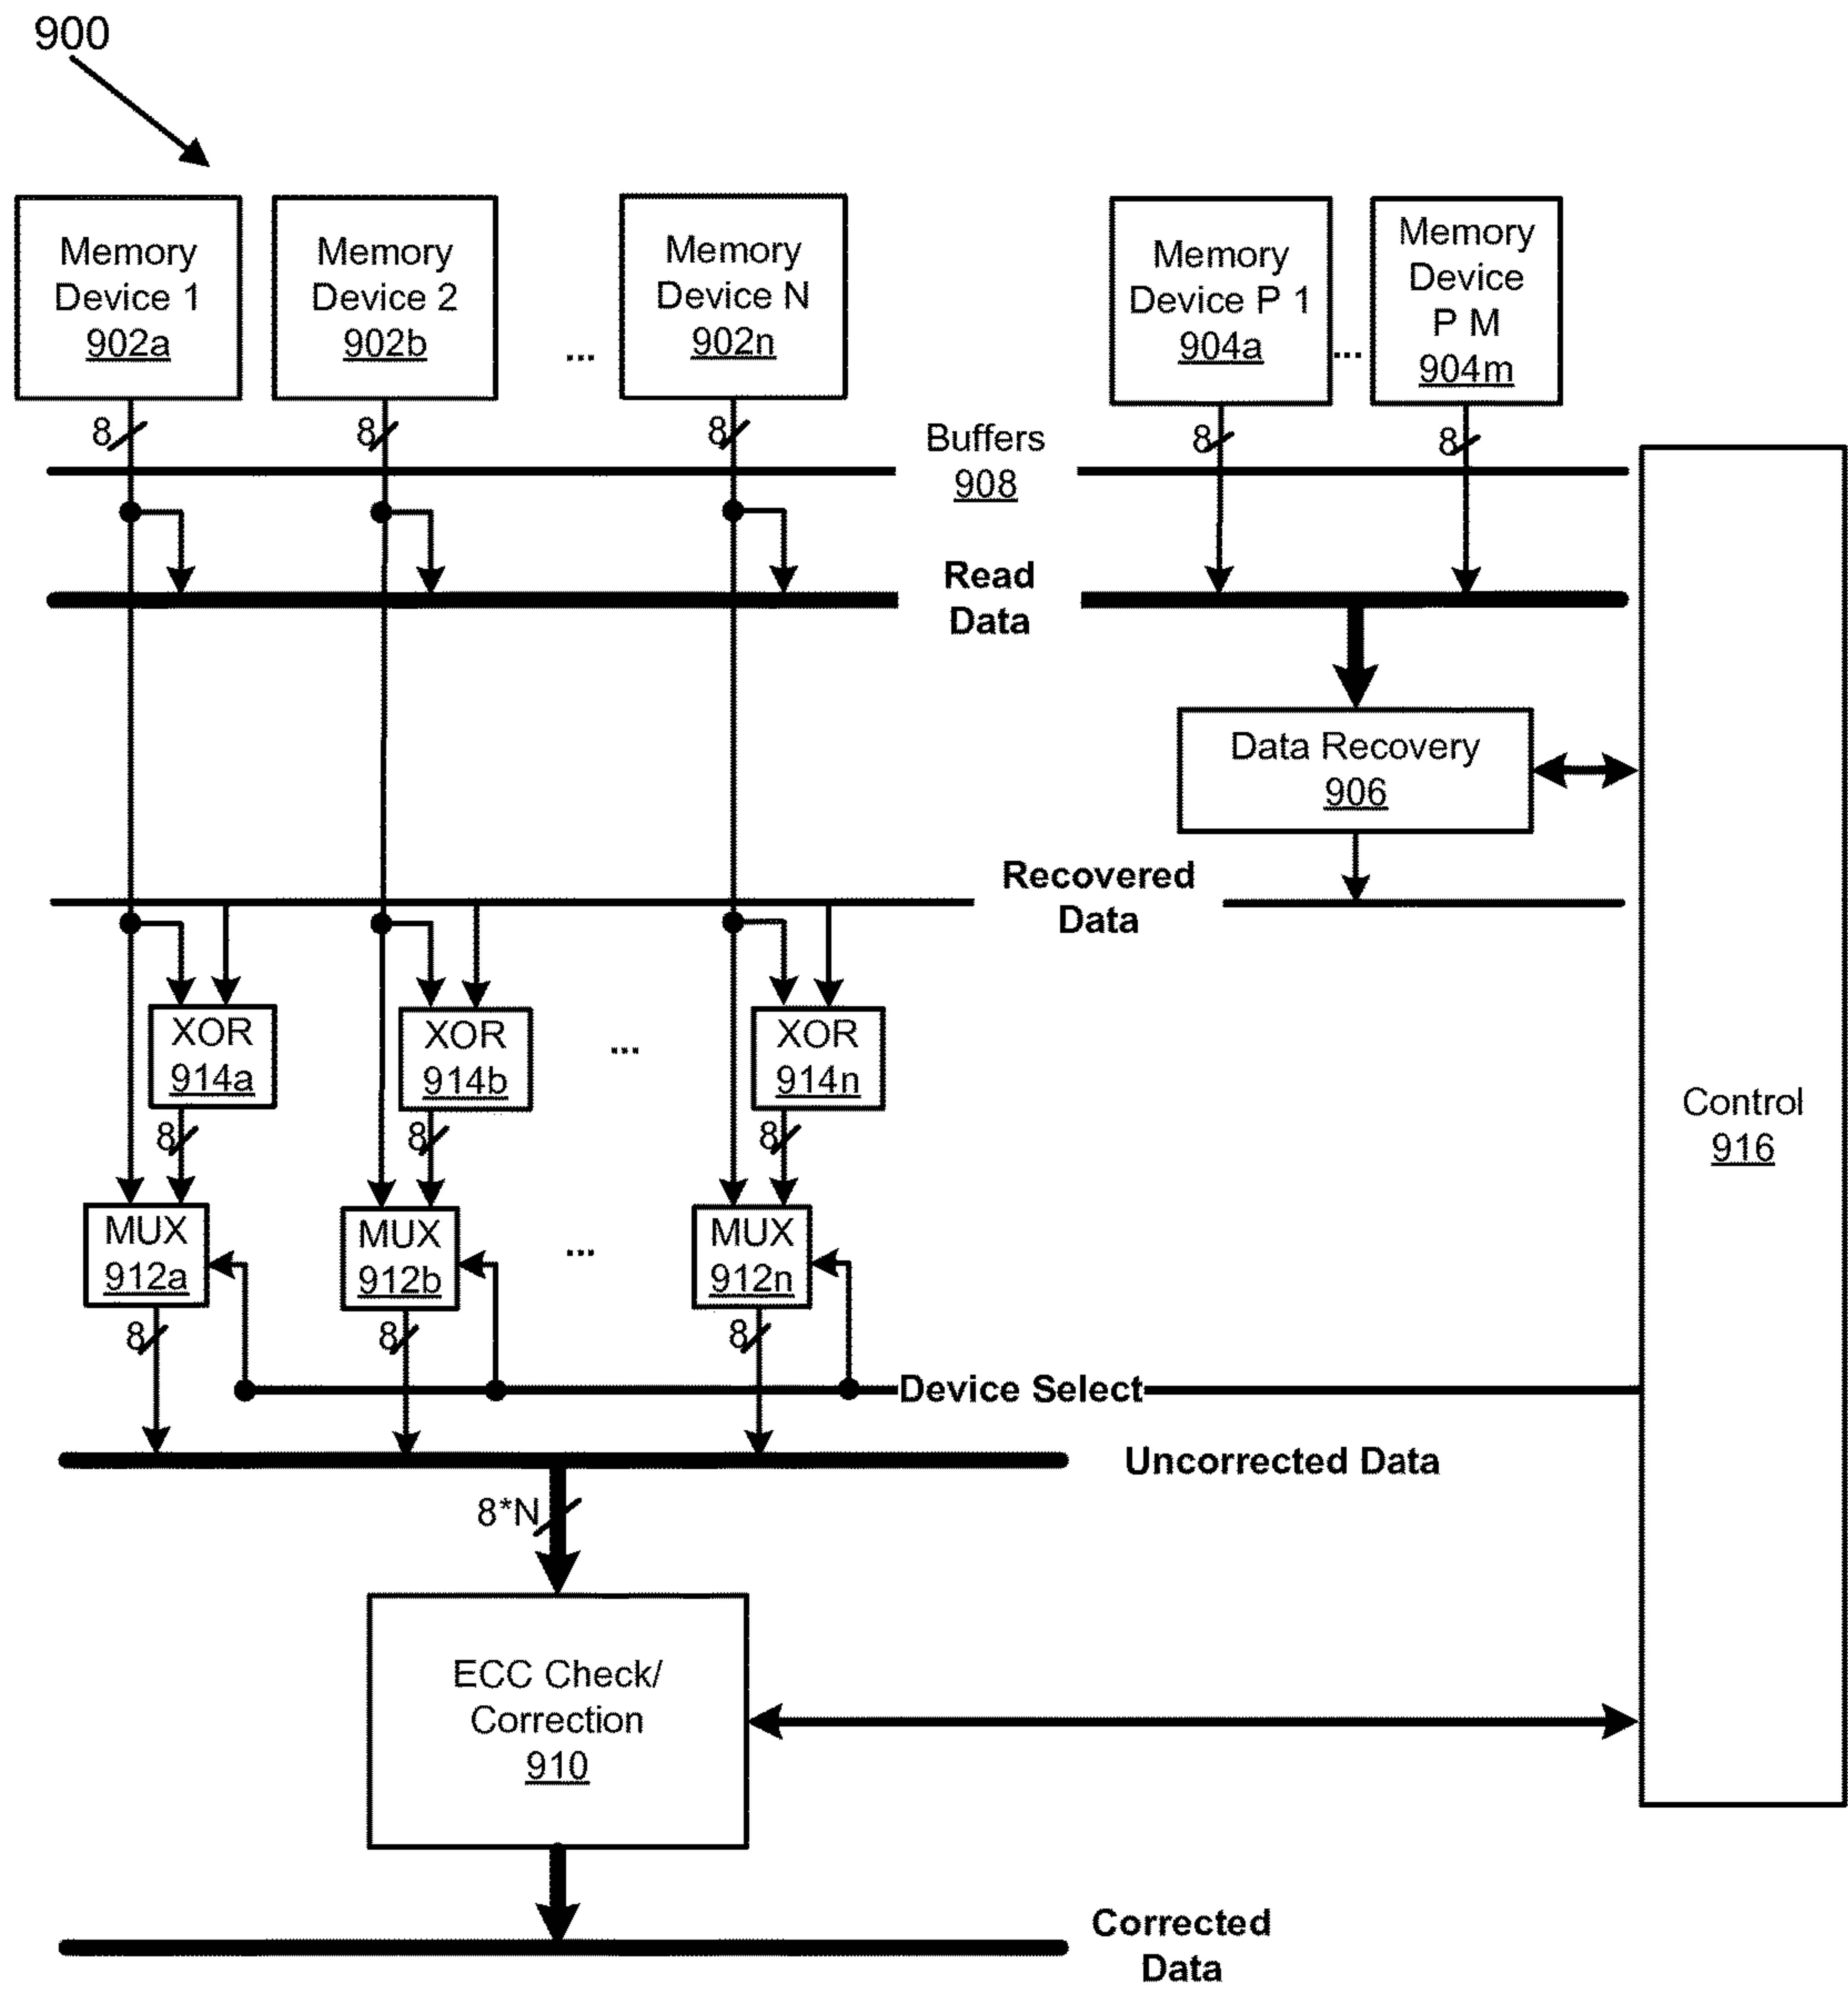 900
Memory
Device 1
902a
Memory
Device 2
902b
...
Memory
Device N
902n
Memory
Device P 1
904a
...
Memory
Device
P M
904m
8
8
8
8
8
Buffers
908
Read
Data
Data Recovery
906
Recovered
Data
XOR
914a
XOR
914b
...
XOR
914n
Control
916
8
8
8
MUX
912a
MUX
912b
...
MUX
912n
8
8
8
Device Select
Uncorrected Data
8*N
ECC Check/
Correction
910
Corrected
Data